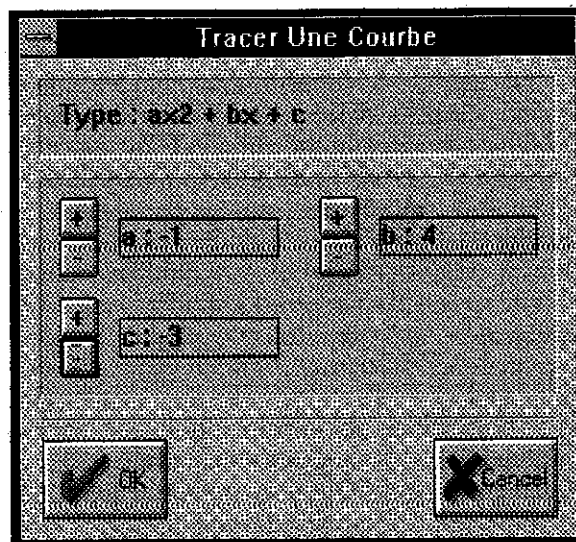 Tracer Une Courbe
Type : ax2 + bx + c
+ a : -1 - + b : 4 -
+ c : -3 -
OK Cancel